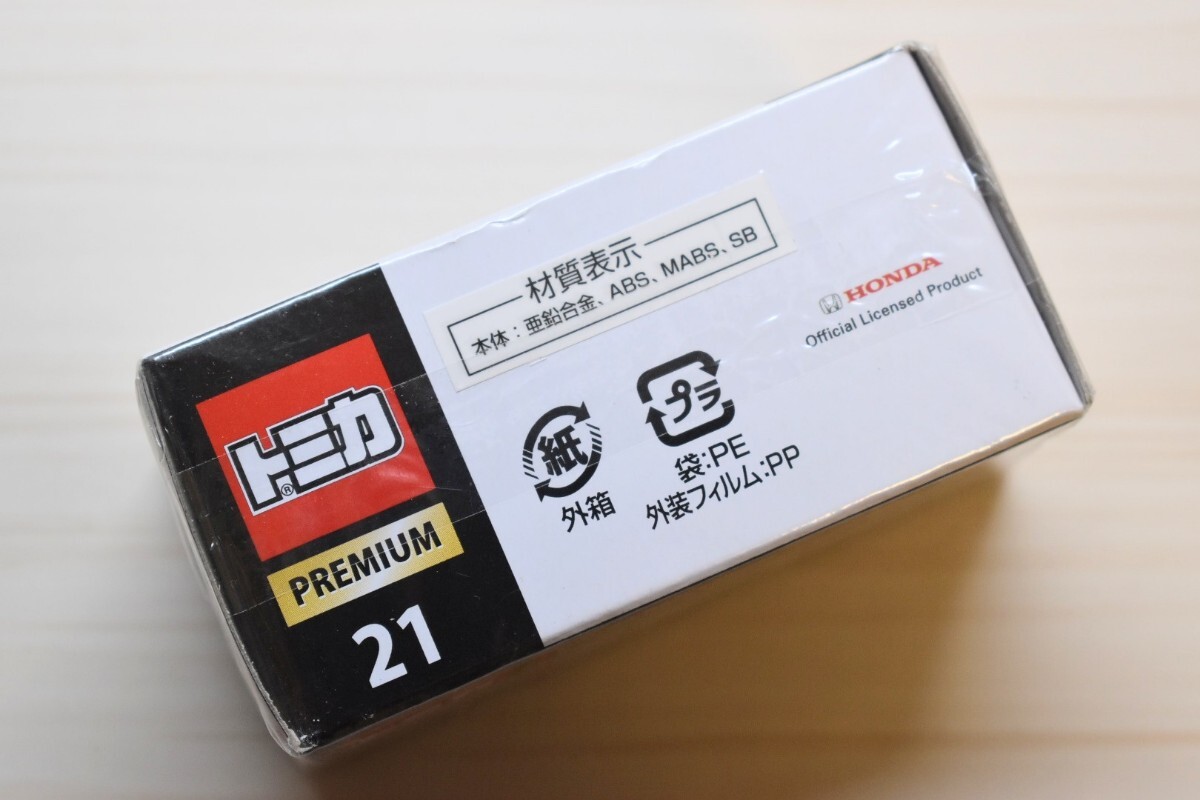 トミカ®
PREMIUM
21
材質表示
本体：亜鉛合金、ABS、MABS、SB
紙
外箱
プラ
袋：PE
外装フィルム：PP
HONDA
Official Licensed Product